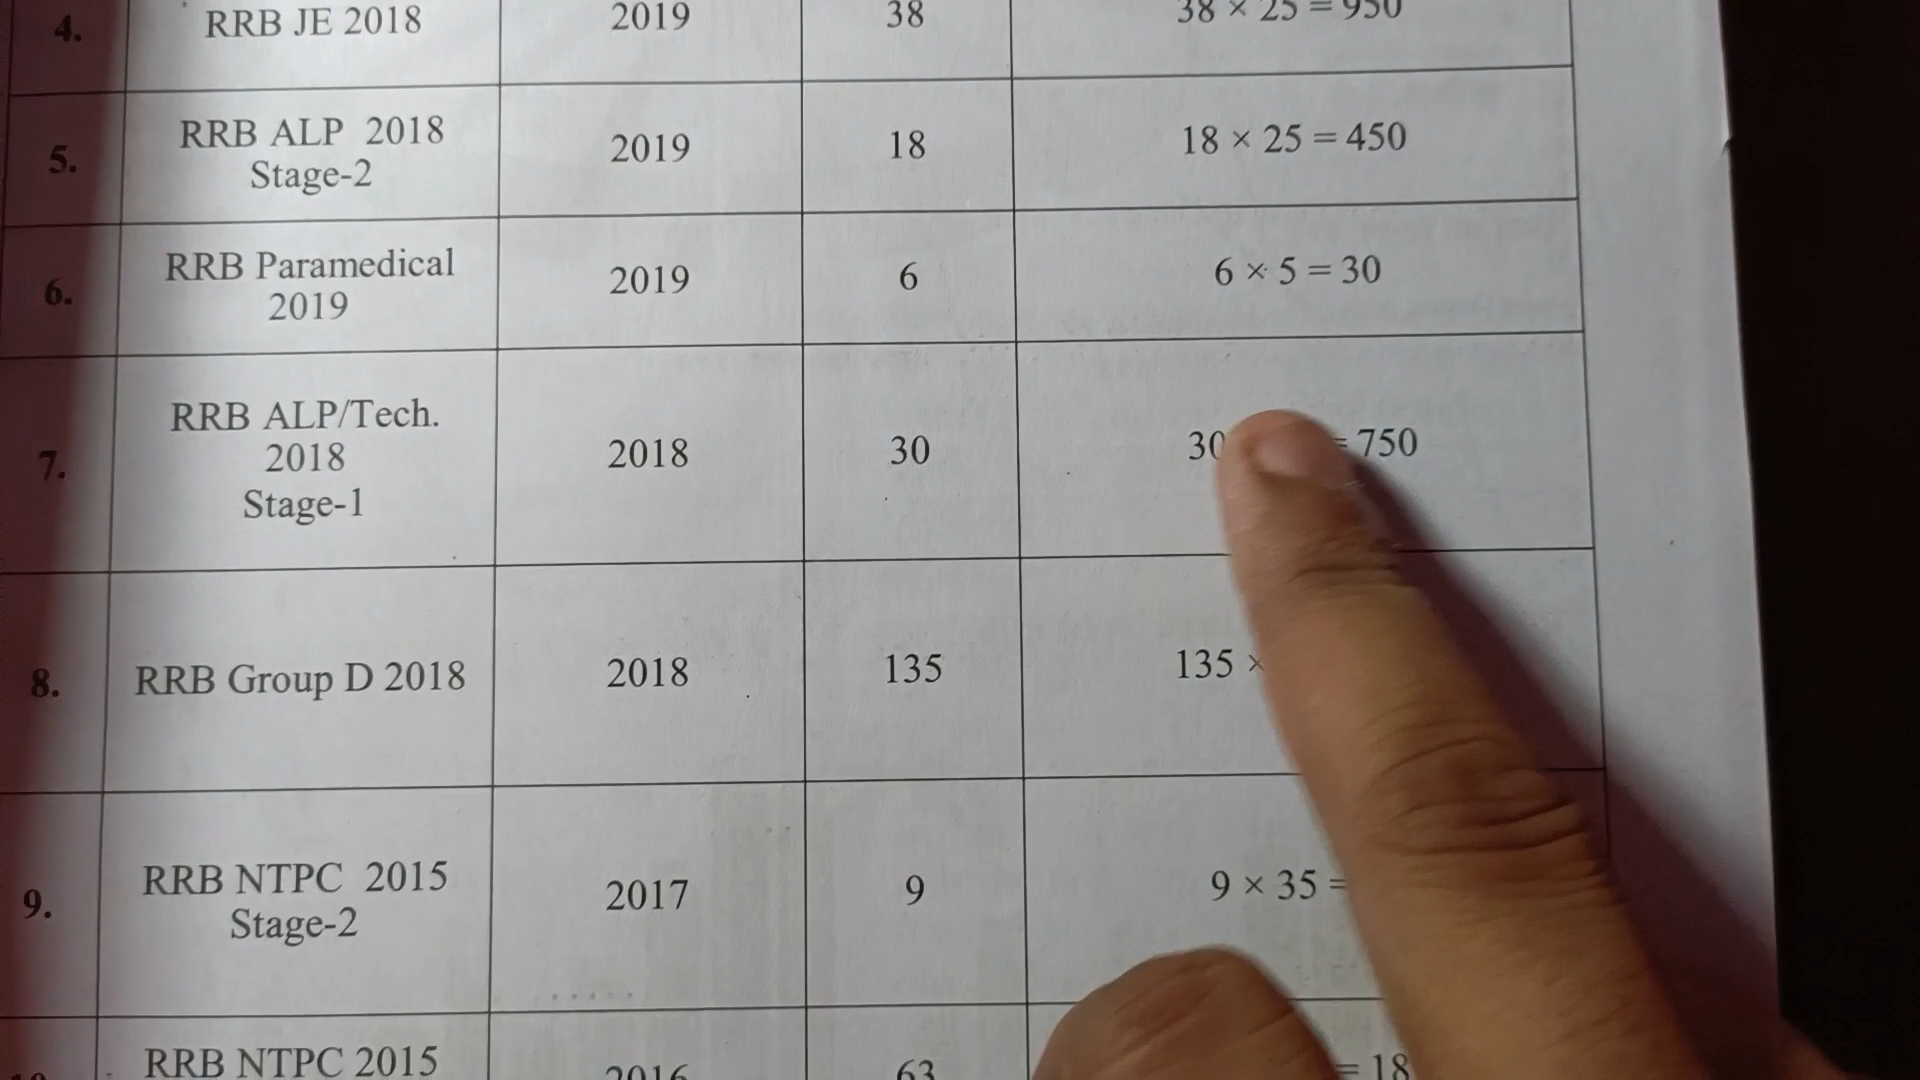 4. RRB JE 2018 2019 38 38 × 25 = 950
5. RRB ALP 2018 2019 18 18 × 25 = 450
Stage-2
6. RRB Paramedical 2019 6 6 × 5 = 30
2019
7. RRB ALP/Tech. 2018 30 30 = 750
2018
Stage-1
8. RRB Group D 2018 2018 135 135 ×
9. RRB NTPC 2015 2017 9 9 × 35 =
Stage-2
RRB NTPC 2015 2016 63 = 18